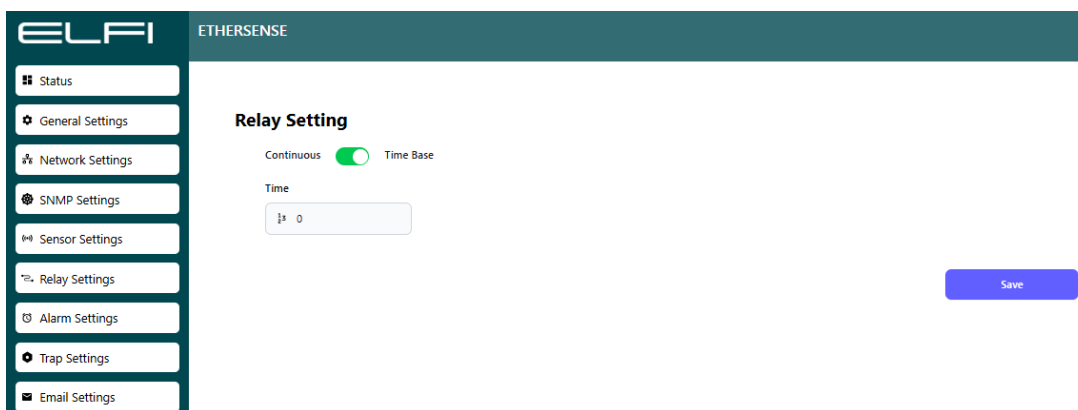 ELFI
ETHERSENSE
Status
General Settings
Network Settings
SNMP Settings
Sensor Settings
Relay Settings
Alarm Settings
Trap Settings
Email Settings
Relay Setting
Continuous Time Base
Time
0
Save